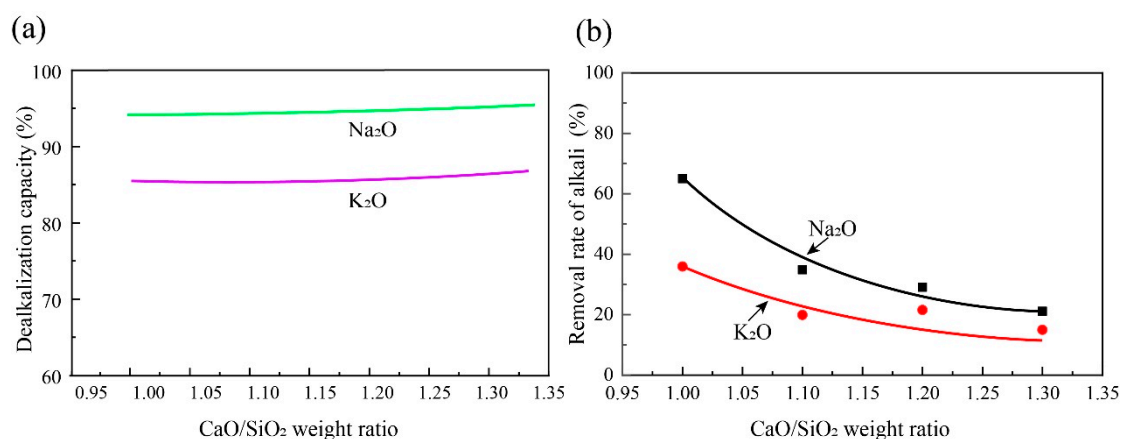 (a)
100
90
80
70
60
Dealkalization capacity (%)
Na₂O
K₂O
0.95 1.00 1.05 1.10 1.15 1.20 1.25 1.30 1.35
CaO/SiO₂ weight ratio
(b)
100
80
60
40
20
0
Removal rate of alkali (%)
Na₂O
K₂O
0.95 1.00 1.05 1.10 1.15 1.20 1.25 1.30 1.35
CaO/SiO₂ weight ratio